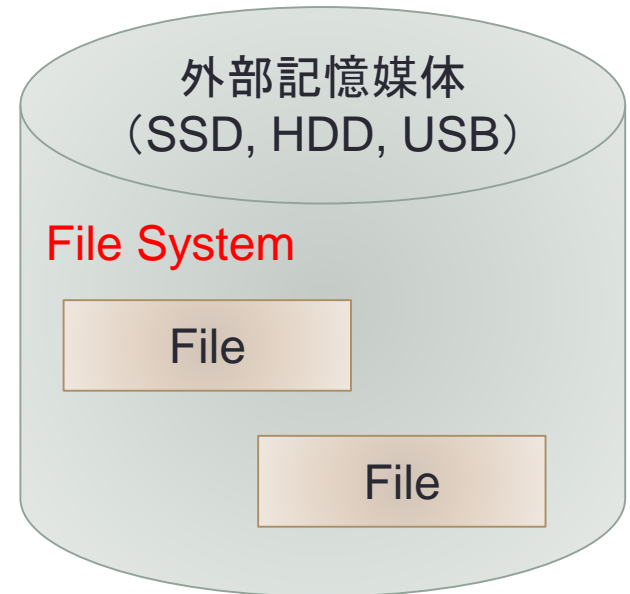 外部記憶媒体
（SSD, HDD, USB）
File System
File
File